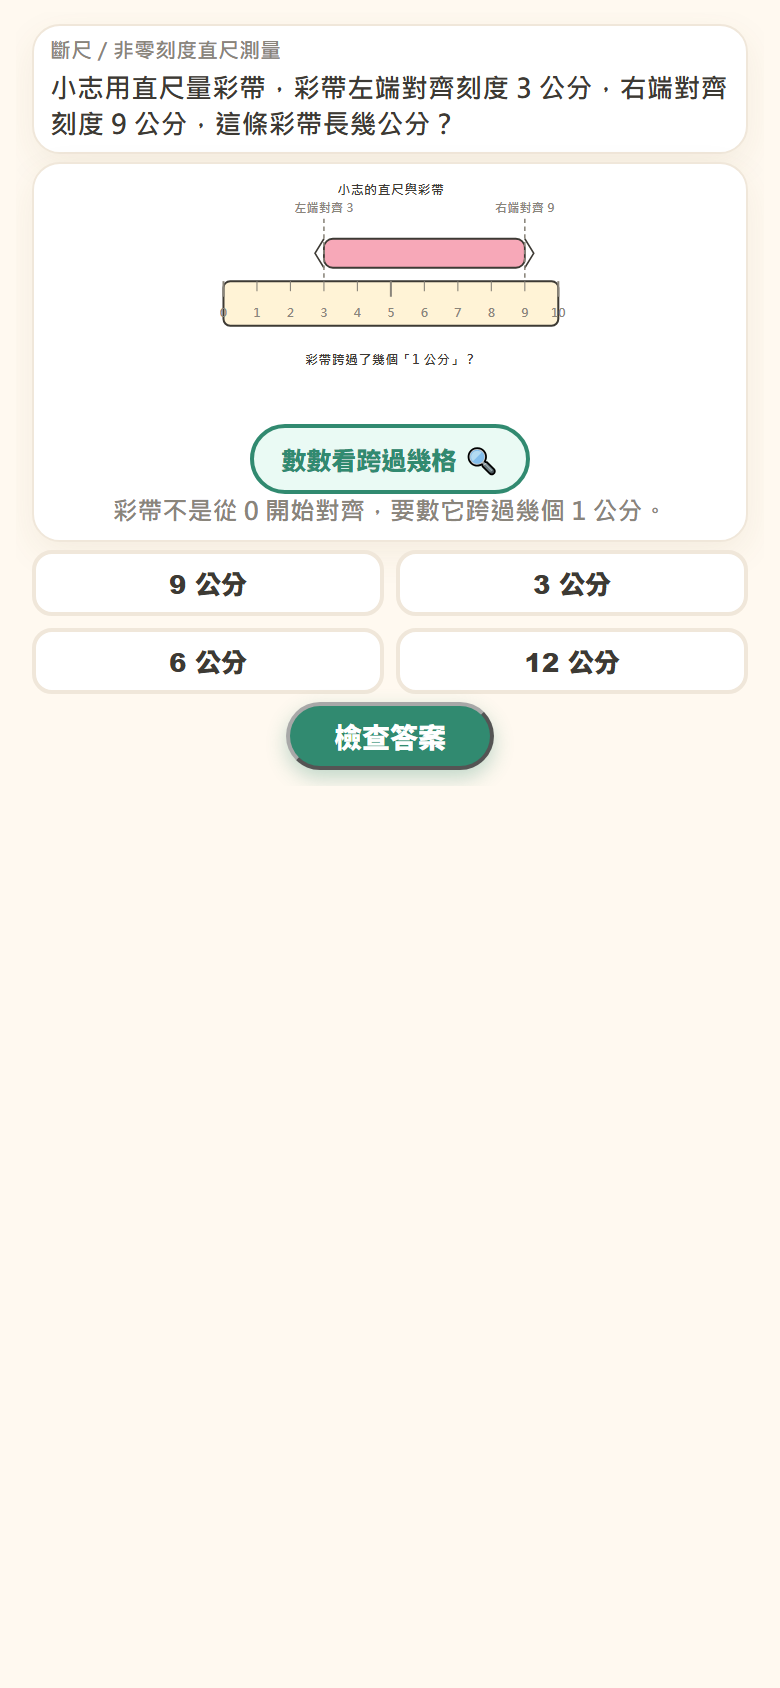 斷尺 / 非零刻度直尺測量
小志用直尺量彩帶，彩帶左端對齊刻度 3 公分，右端對齊
刻度 9 公分，這條彩帶長幾公分？
小志的直尺與彩帶
左端對齊 3
右端對齊 9
0 1 2 3 4 5 6 7 8 9 10
彩帶跨過了幾個「1 公分」？
數數看跨過幾格 🔍
彩帶不是從 0 開始對齊，要數它跨過幾個 1 公分。
9 公分
3 公分
6 公分
12 公分
檢查答案